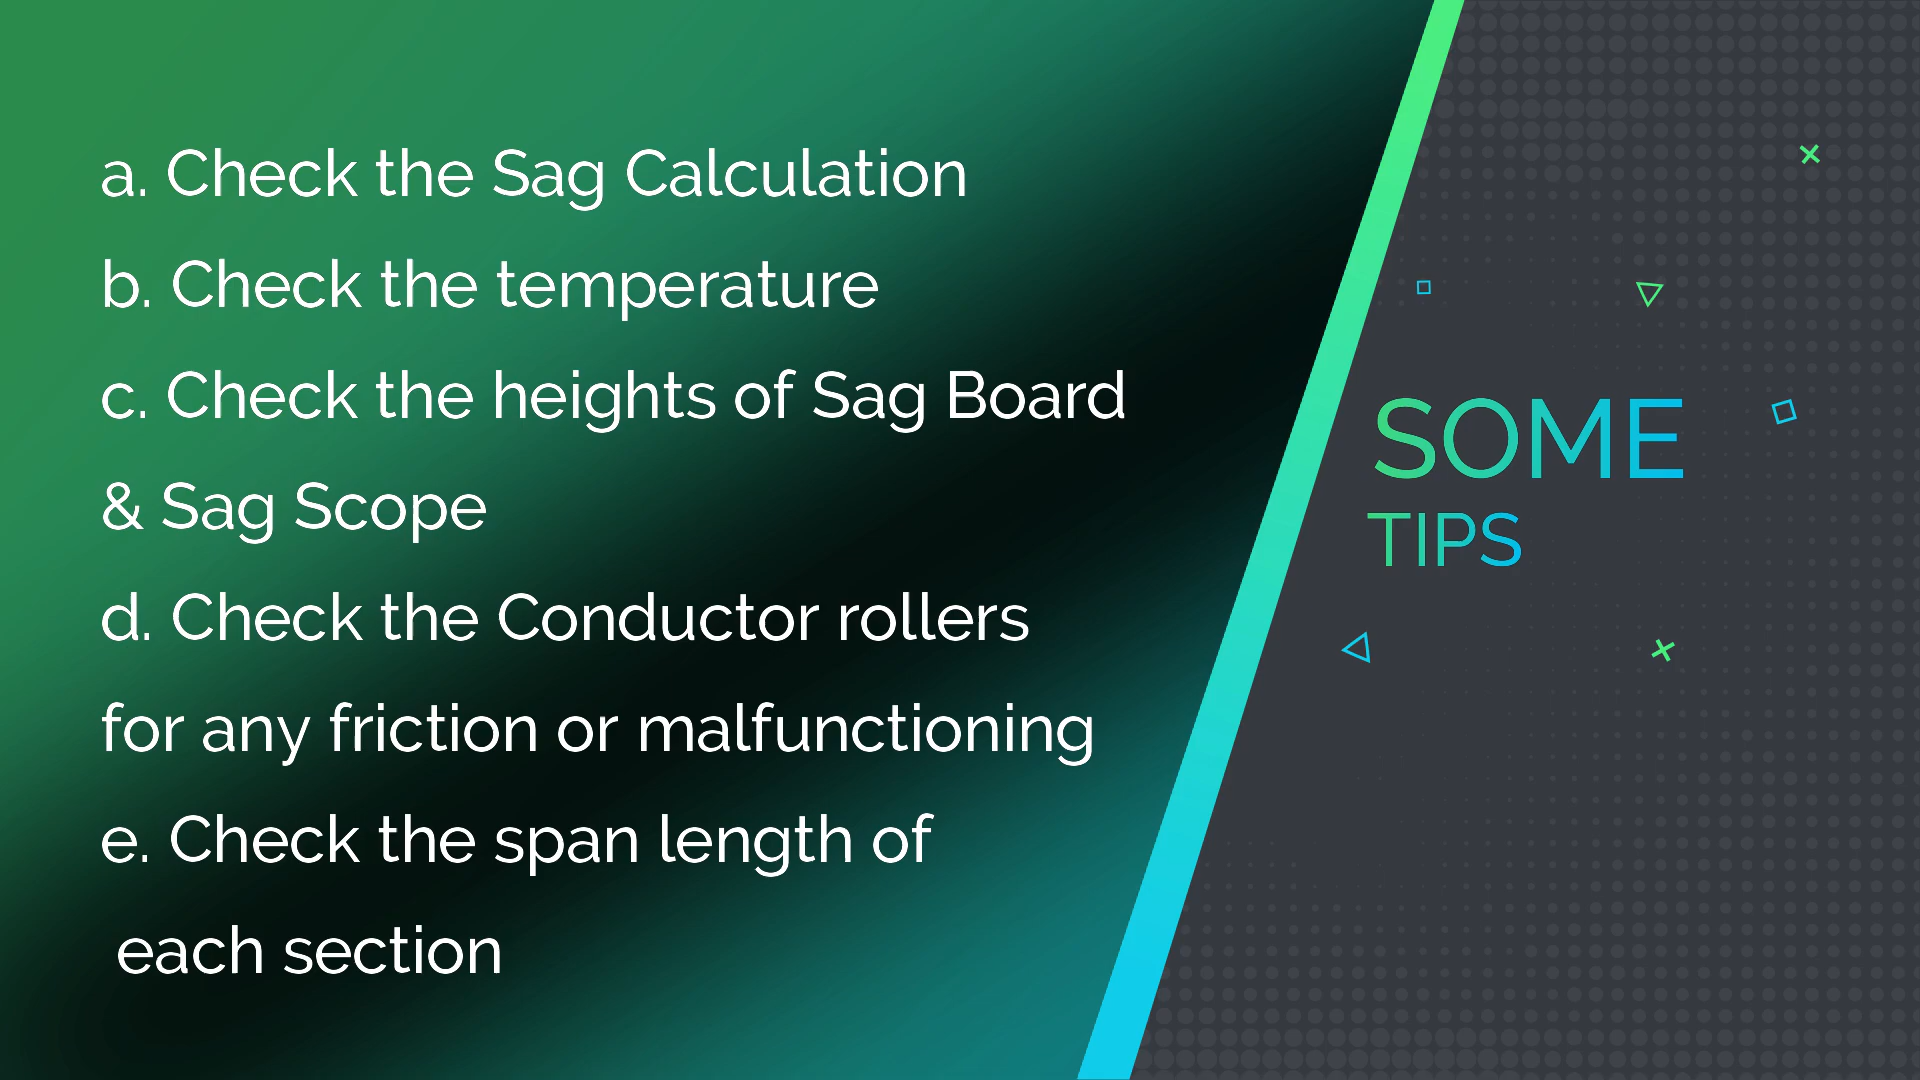 a. Check the Sag Calculation
b. Check the temperature
c. Check the heights of Sag Board
& Sag Scope
d. Check the Conductor rollers
for any friction or malfunctioning
e. Check the span length of
each section
SOME
TIPS